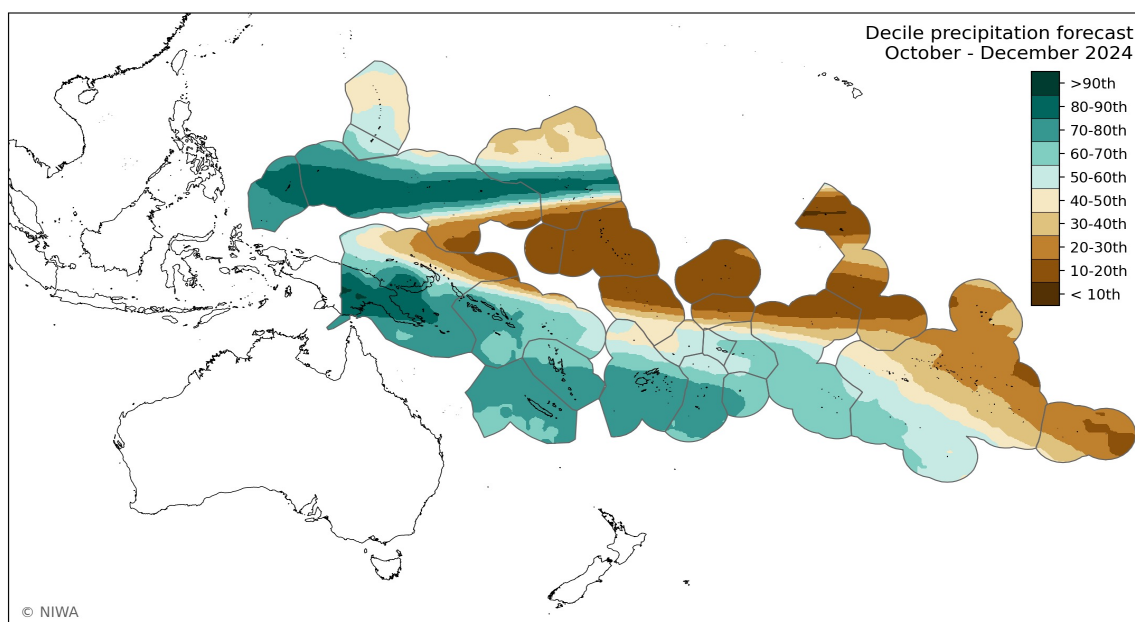 Decile precipitation forecast
October - December 2024
>90th
80-90th
70-80th
60-70th
50-60th
40-50th
30-40th
20-30th
10-20th
< 10th
© NIWA